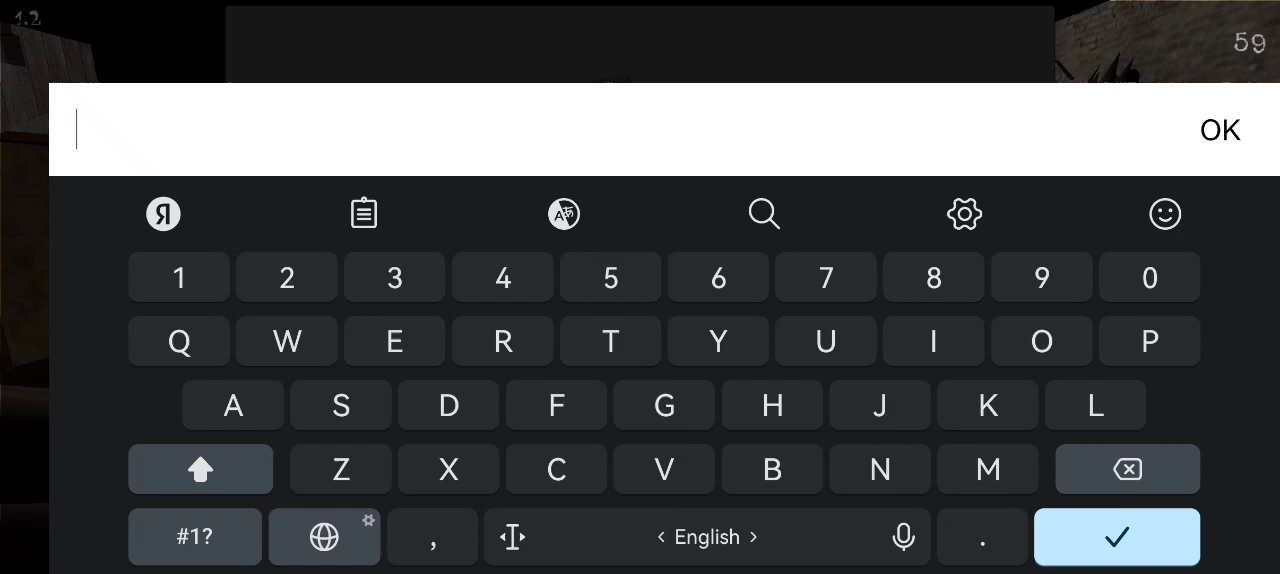 1.2
59
OK
1 2 3 4 5 6 7 8 9 0
Q W E R T Y U I O P
A S D F G H J K L
Z X C V B N M
#1? , < English > .